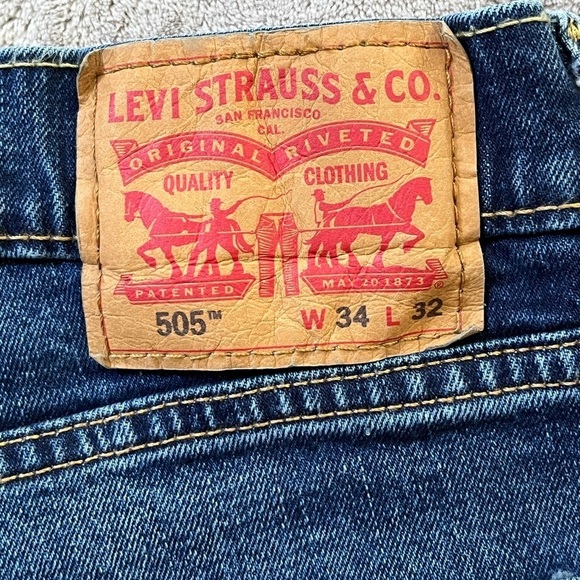 LEVI STRAUSS & CO.
SAN FRANCISCO
CAL.
ORIGINAL RIVETED
QUALITY CLOTHING
PATENTED MAY 20 1873 ®
505™ W 34 L 32